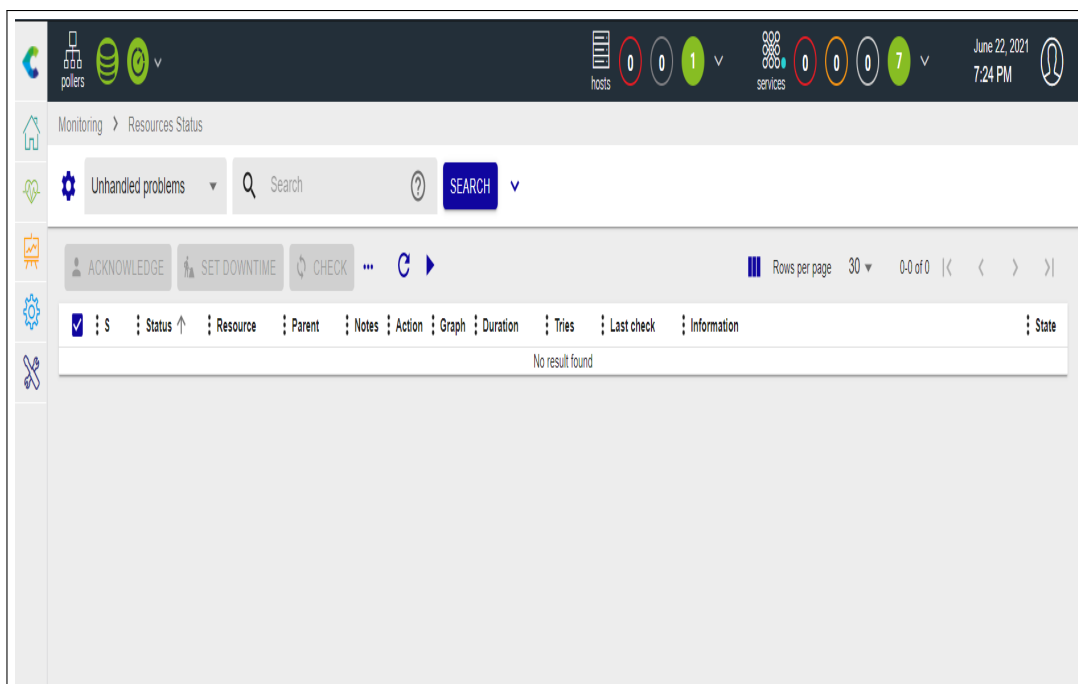 pollers
hosts 0 0 1
services 0 0 0 7
June 22, 2021
7:24 PM
Monitoring > Resources Status
Unhandled problems Search SEARCH
ACKNOWLEDGE SET DOWNTIME CHECK Rows per page 30 0-0 of 0
S Status Resource Parent Notes Action Graph Duration Tries Last check Information State
No result found